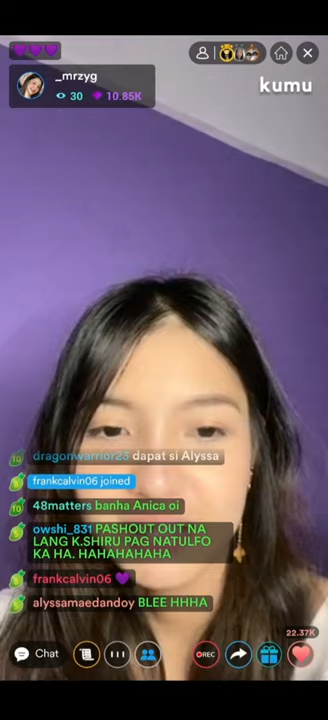 _mrzyg
30
10.85K
kumu
dragonwarrior23 dapat si Alyssa
frankcalvin06 joined
48matters banha Anica oi
owshi_831 PASHOUT OUT NA
LANG K.SHIRU PAG NATULFO
KA HA. HAHAHAHAHA
frankcalvin06
alyssamaedandoy BLEE HHHA
22.37K
Chat
REC